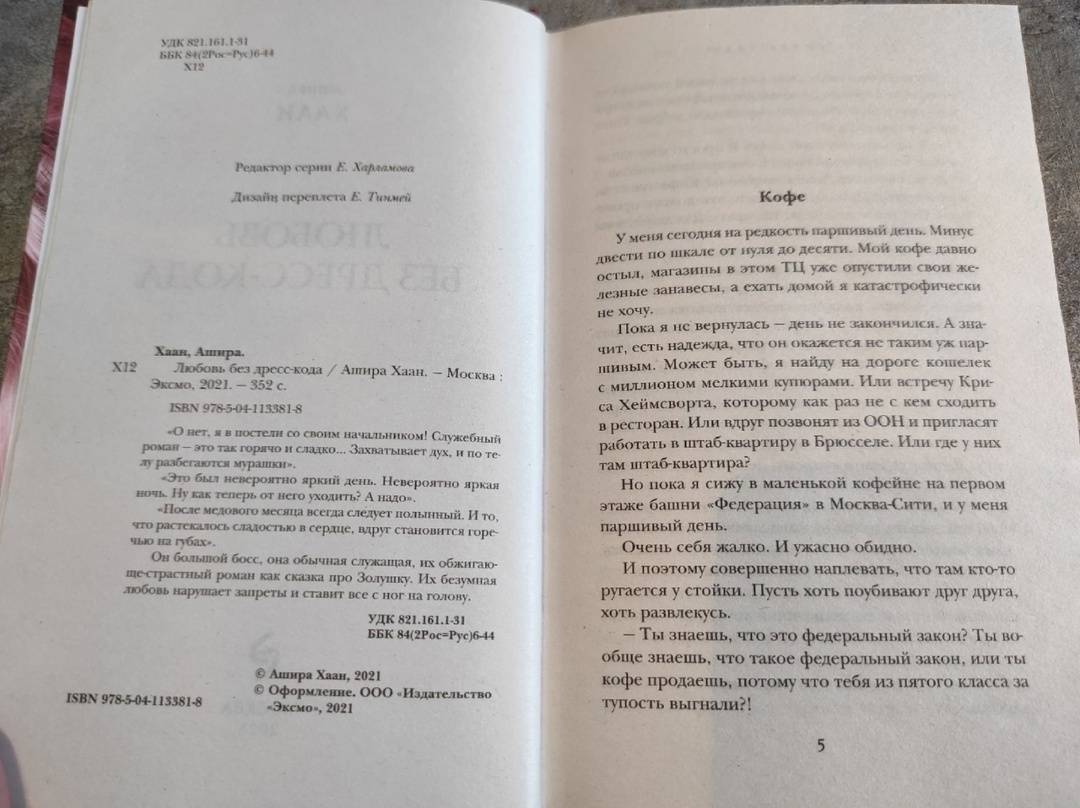 УДК 821.161.1-31
ББК 84(2Рос=Рус)6-44
Х12
Редактор серии Е. Харламова
Дизайн переплета Е. Тинмей
Хаан, Ашира.
Х12 Любовь без дресс-кода / Ашира Хаан. — Москва :
Эксмо, 2021. — 352 с.
ISBN 978-5-04-113381-8
«О нет, я в постели со своим начальником! Служебный
роман — это так горячо и сладко... Захватывает дух, и по те-
лу разбегаются мурашки».
«Это был невероятно яркий день. Невероятно яркая
ночь. Ну как теперь от него уходить? А надо».
«После медового месяца всегда следует полынный. И то,
что растекалось сладостью в сердце, вдруг становится горе-
чью на губах».
Он большой босс, она обычная служащая, их обжигаю-
ще-страстный роман как сказка про Золушку. Их безумная
любовь нарушает запреты и ставит все с ног на голову.
УДК 821.161.1-31
ББК 84(2Рос=Рус)6-44
© Ашира Хаан, 2021
© Оформление. ООО «Издательство
«Эксмо», 2021
ISBN 978-5-04-113381-8
Кофе
У меня сегодня на редкость паршивый день. Минус
двести по шкале от нуля до десяти. Мой кофе давно
остыл, магазины в этом ТЦ уже опустили свои же-
лезные занавесы, а ехать домой я катастрофически
не хочу.
Пока я не вернулась — день не закончился. А зна-
чит, есть надежда, что он окажется не таким уж пар-
шивым. Может быть, я найду на дороге кошелек
с миллионом мелкими купюрами. Или встречу Кри-
са Хеймсворта, которому как раз не с кем сходить
в ресторан. Или вдруг позвонят из ООН и пригласят
работать в штаб-квартиру в Брюсселе. Или где у них
там штаб-квартира?
Но пока я сижу в маленькой кофейне на первом
этаже башни «Федерация» в Москва-Сити, и у меня
паршивый день.
Очень себя жалко. И ужасно обидно.
И поэтому совершенно наплевать, что там кто-то
ругается у стойки. Пусть хоть поубивают друг друга,
хоть развлекусь.
— Ты знаешь, что это федеральный закон? Ты во-
обще знаешь, что такое федеральный закон, или ты
кофе продаешь, потому что тебя из пятого класса за
тупость выгнали?!
5